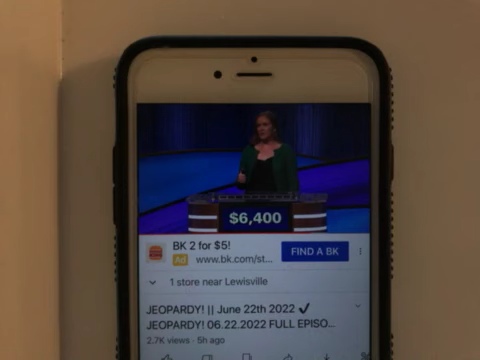 $6,400
BK 2 for $5!
Ad www.bk.com/st...
FIND A BK
1 store near Lewisville
JEOPARDY! || June 22th 2022 ✔
JEOPARDY! 06.22.2022 FULL EPISO...
2.7K views · 5h ago